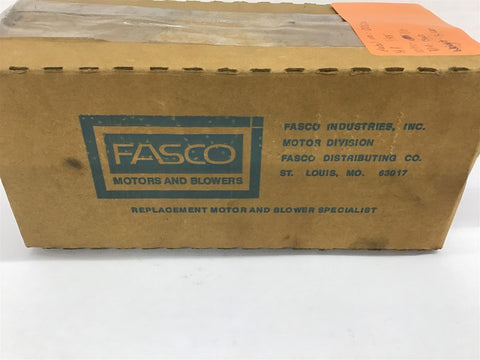 FASCO
MOTORS AND BLOWERS
FASCO INDUSTRIES, INC.
MOTOR DIVISION
FASCO DISTRIBUTING CO.
ST. LOUIS, MO. 63017
REPLACEMENT MOTOR AND BLOWER SPECIALIST